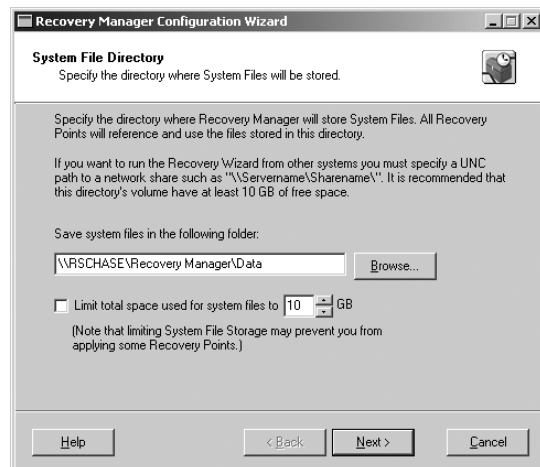 Recovery Manager Configuration Wizard
System File Directory
Specify the directory where System Files will be stored.
Specify the directory where Recovery Manager will store System Files. All Recovery
Points will reference and use the files stored in this directory.
If you want to run the Recovery Wizard from other systems you must specify a UNC
path to a network share such as "\\Servername\Sharename\". It is recommended that
this directory's volume have at least 10 GB of free space.
Save system files in the following folder:
\\RSCHASE\Recovery Manager\Data
Browse...
Limit total space used for system files to 10 GB
(Note that limiting System File Storage may prevent you from
applying some Recovery Points.)
Help
< Back
Next >
Cancel